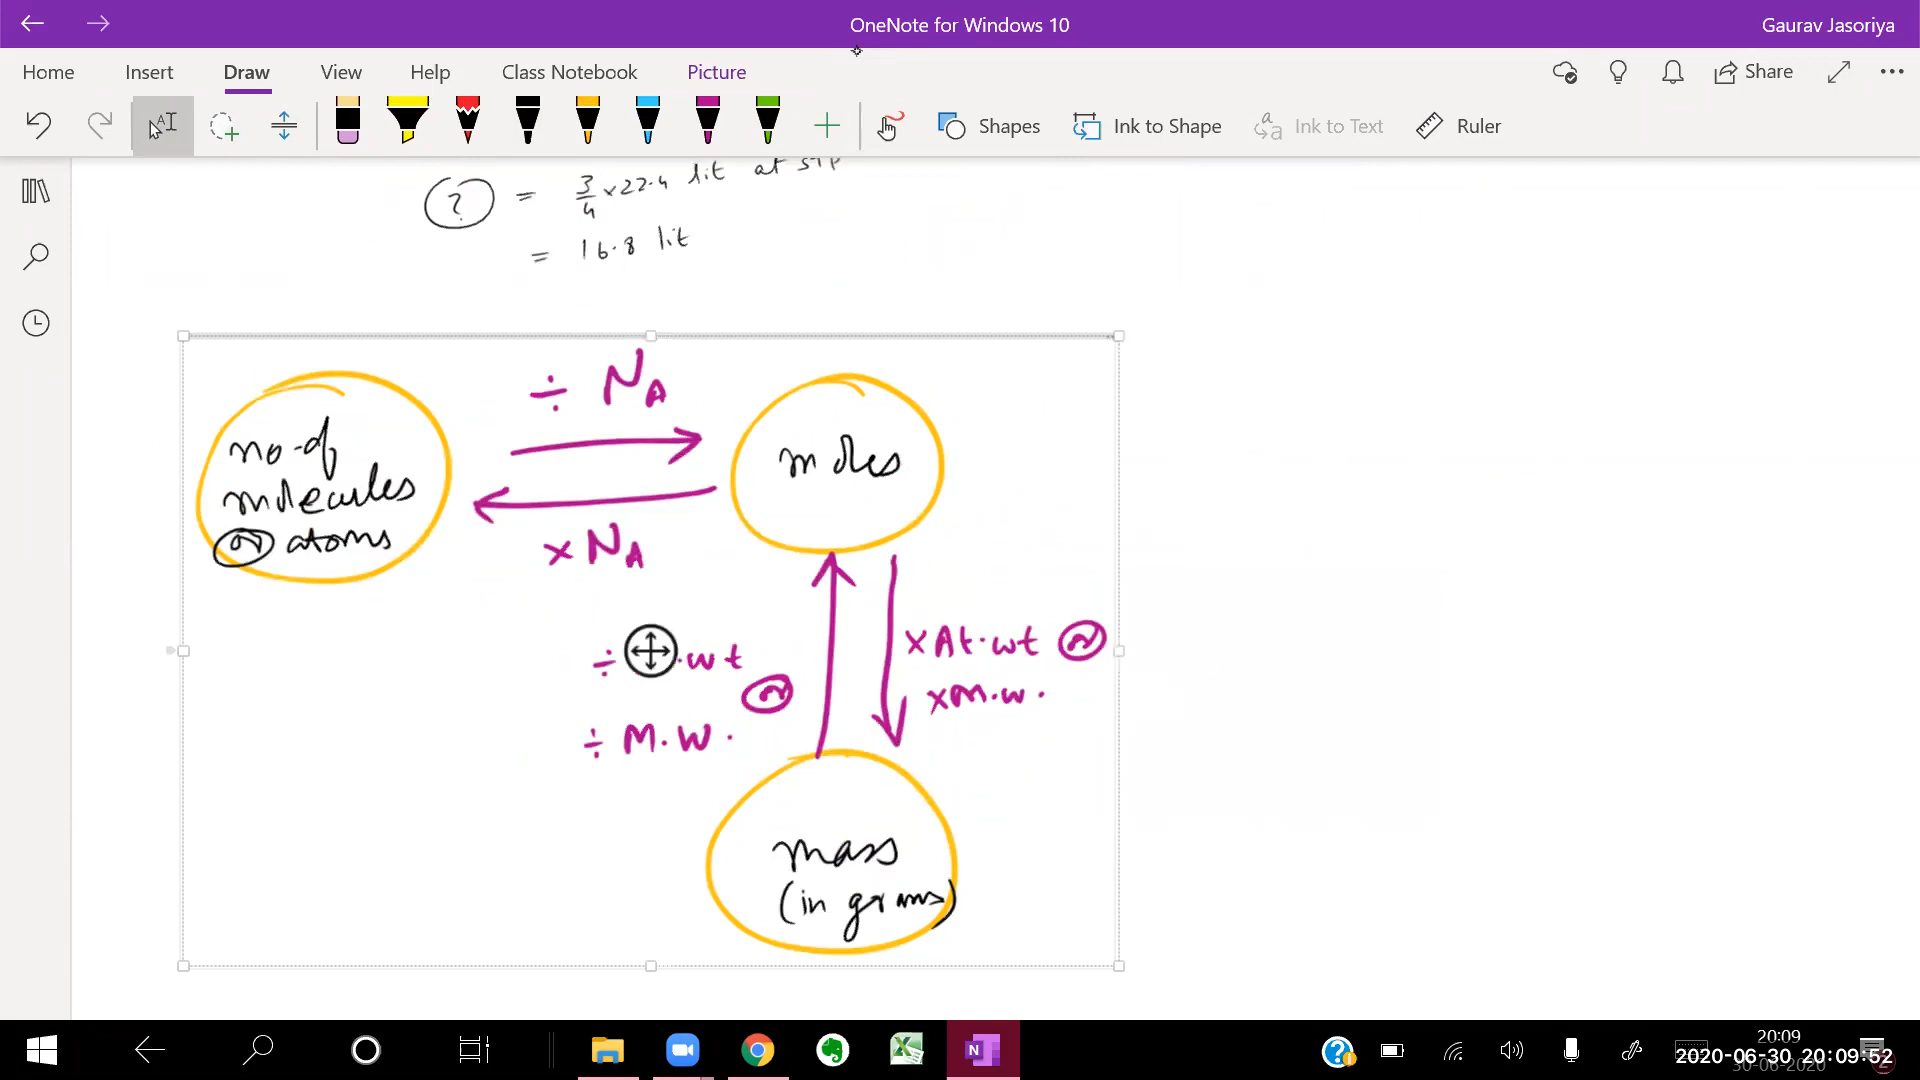 OneNote for Windows 10
Gaurav Jasoriya
Home Insert Draw View Help Class Notebook Picture
Share
Shapes Ink to Shape Ink to Text Ruler
? = 3/4 × 22.4 lit at STP
= 16.8 lit
÷ NA
no. of
molecules
or atoms
moles
× NA
÷ .wt
or
÷ M.W.
× At.wt or
× M.w.
mass
(in grams)
20:09
2020-06-30 20:09:52
30-06-2020